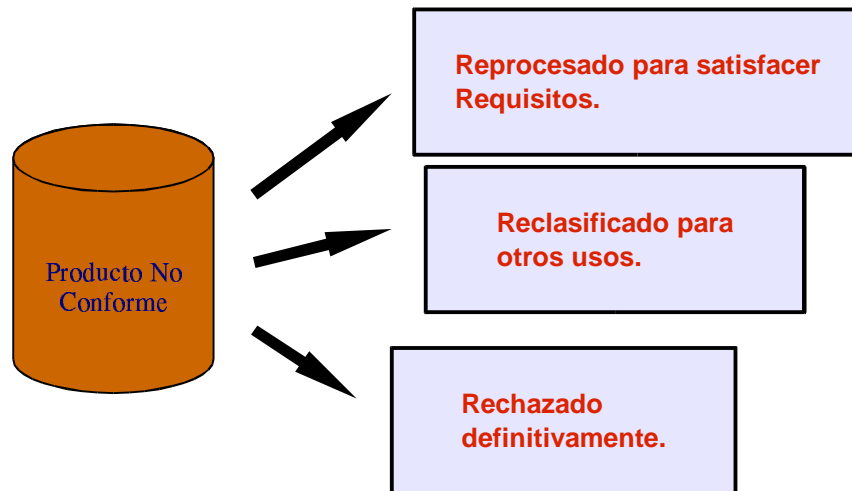 Reprocesado para satisfacer
Requisitos.
Reclasificado para
otros usos.
Producto No
Conforme
Rechazado
definitivamente.